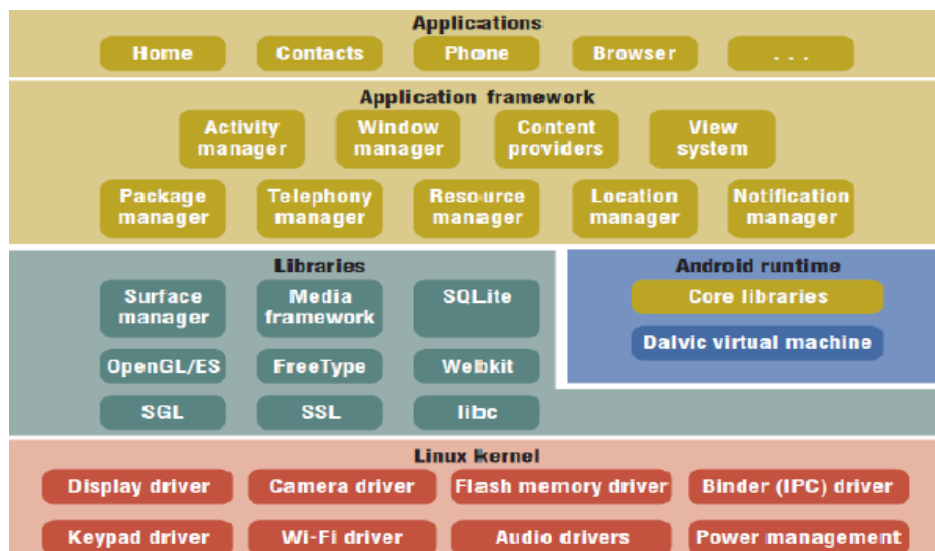 Applications
Home Contacts Phone Browser . . .
Application framework
Activity manager Window manager Content providers View system
Package manager Telephony manager Resource manager Location manager Notification manager
Libraries
Surface manager Media framework SQLite
OpenGL/ES FreeType Webkit
SGL SSL libc
Android runtime
Core libraries
Dalvic virtual machine
Linux kernel
Display driver Camera driver Flash memory driver Binder (IPC) driver
Keypad driver Wi-Fi driver Audio drivers Power management